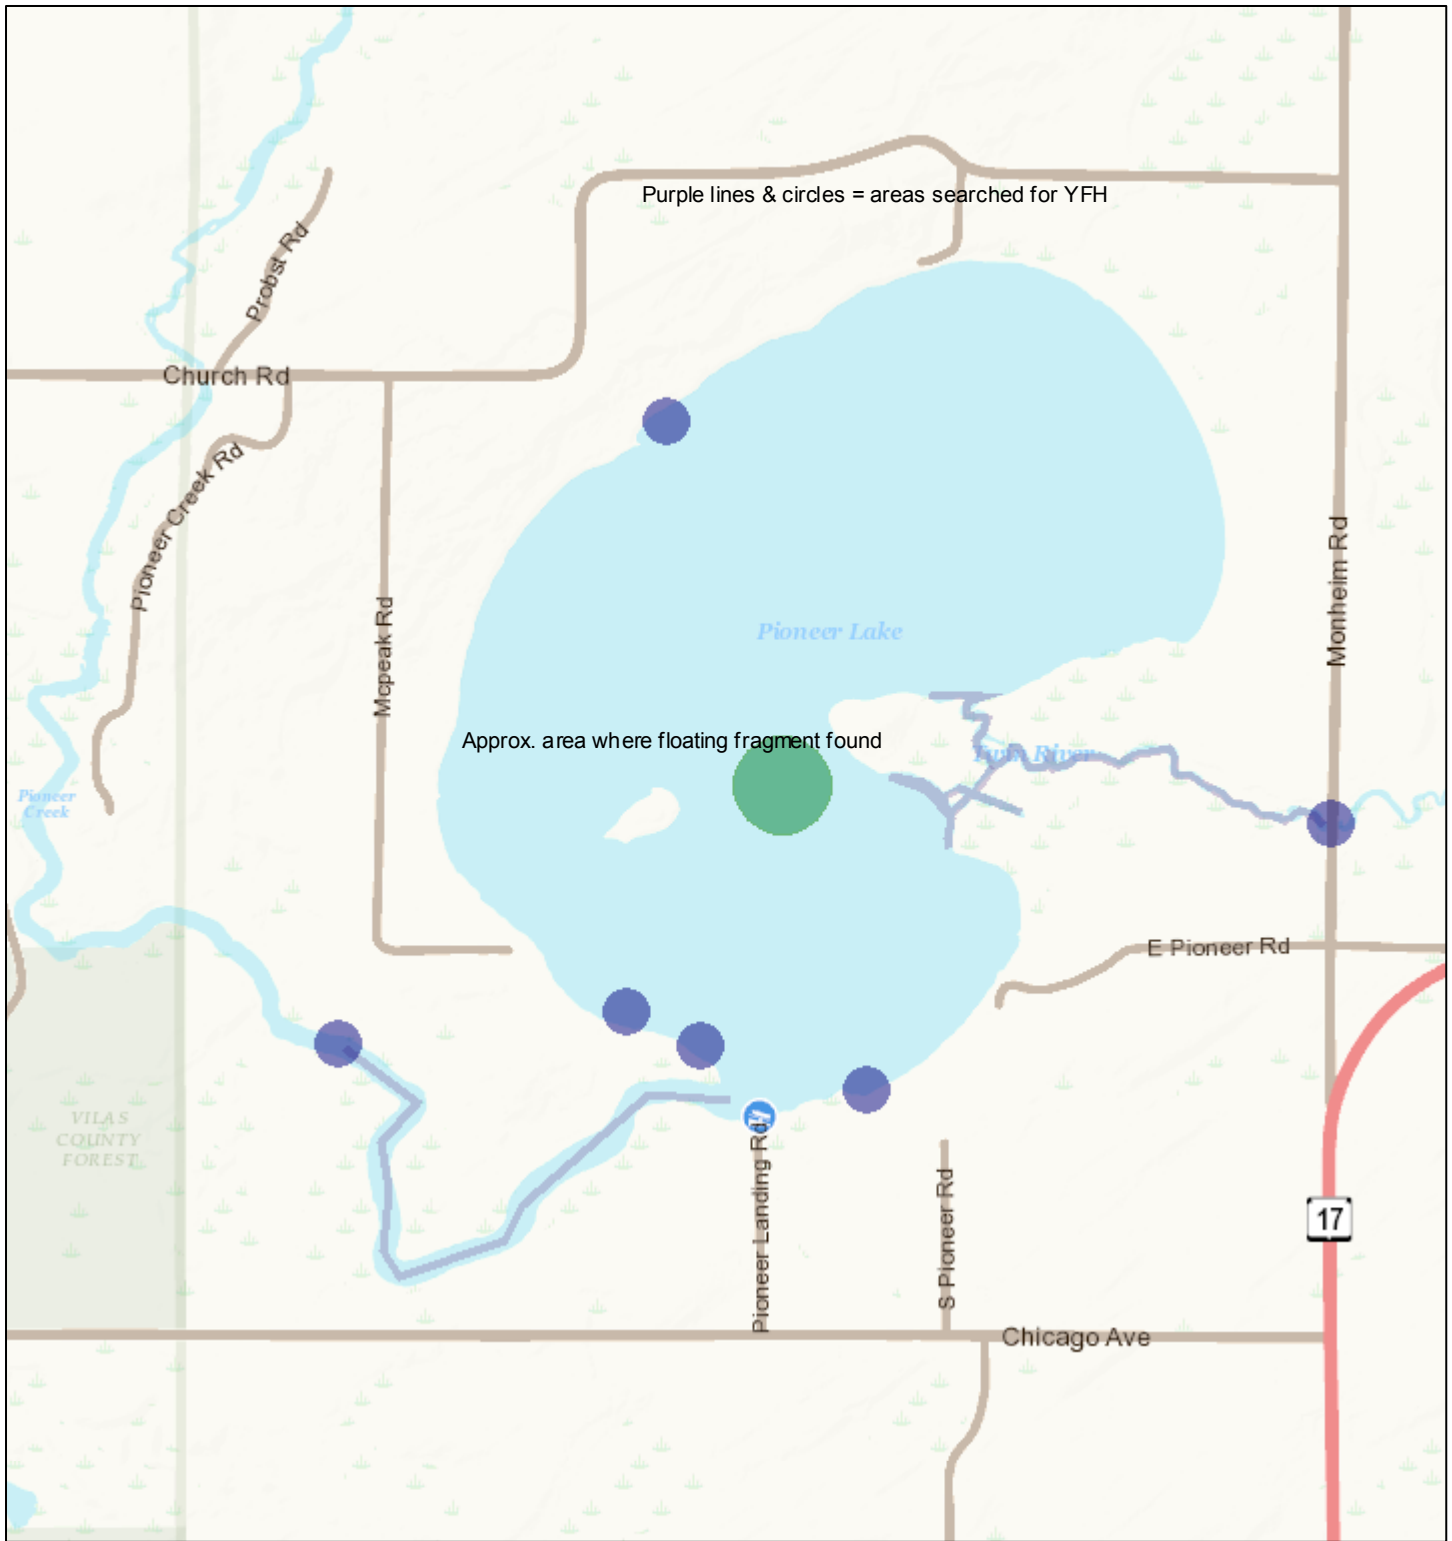 Purple lines & circles = areas searched for YFH
Probst Rd
Church Rd
Pioneer Creek Rd
Monheim Rd
Mcpeak Rd
Pioneer Lake
Approx. area where floating fragment found
Twin River
Pioneer
Creek
E Pioneer Rd
VILAS
COUNTY
FOREST
Pioneer Landing Rd
S Pioneer Rd
17
Chicago Ave